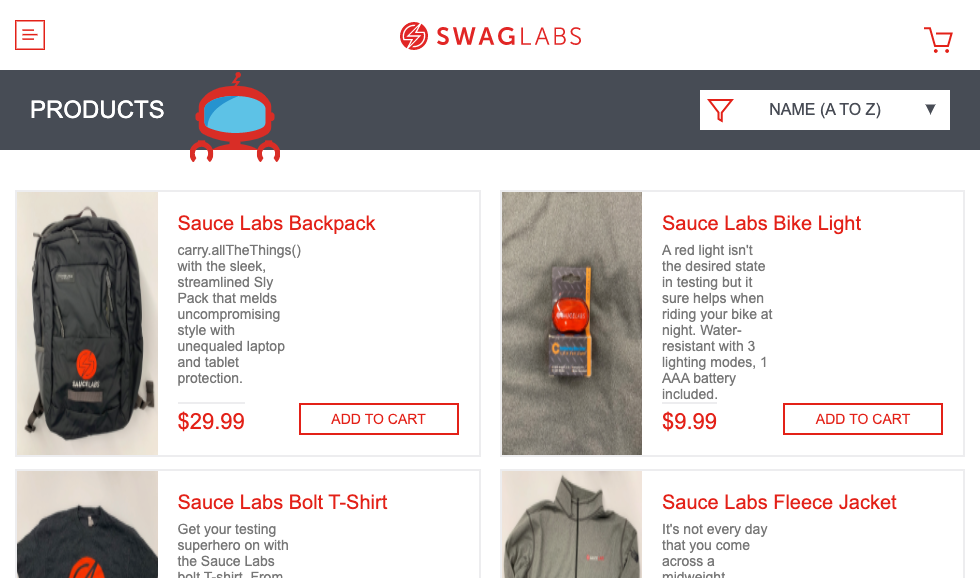 SWAGLABS
PRODUCTS
NAME (A TO Z)
Sauce Labs Backpack
carry.allTheThings()
with the sleek,
streamlined Sly
Pack that melds
uncompromising
style with
unequaled laptop
and tablet
protection.
$29.99
ADD TO CART
SAUCELABS
Sauce Labs Bike Light
A red light isn't
the desired state
in testing but it
sure helps when
riding your bike at
night. Water-
resistant with 3
lighting modes, 1
AAA battery
included.
$9.99
ADD TO CART
SAUCELABS
Sauce Labs Bolt T-Shirt
Get your testing
superhero on with
the Sauce Labs
bolt T-shirt. From
Sauce Labs Fleece Jacket
It's not every day
that you come
across a
midweight